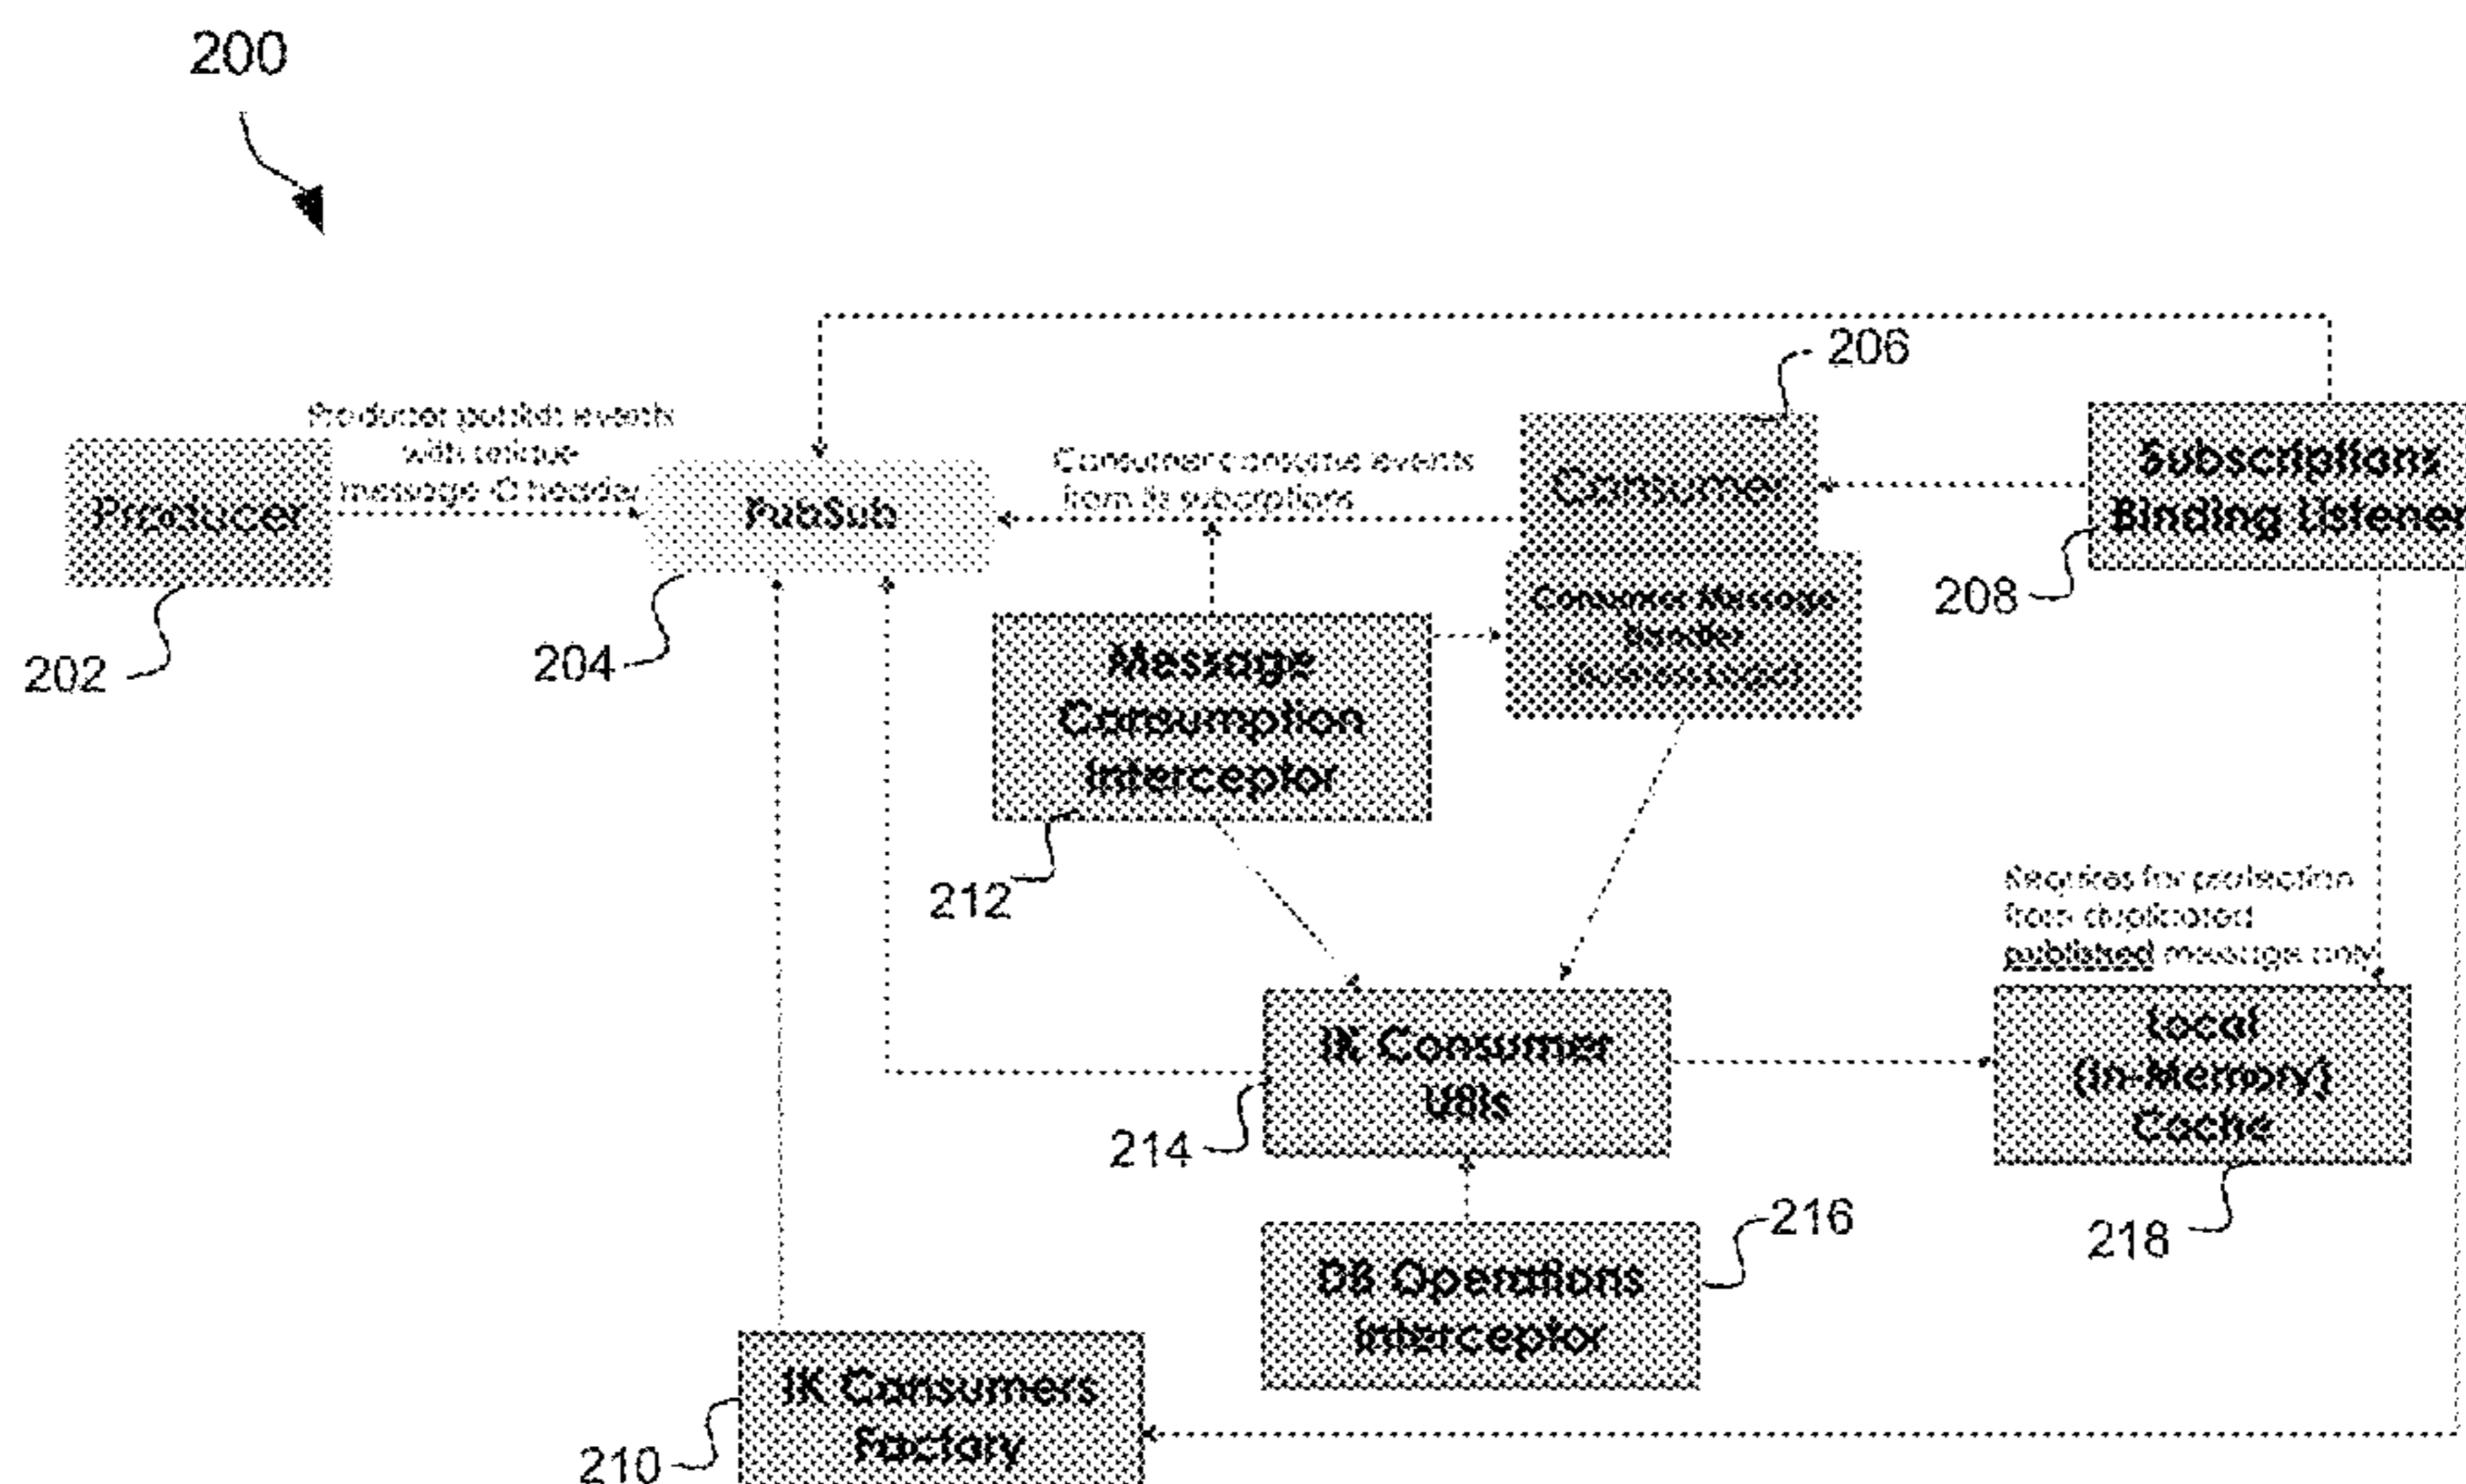 200
206
Producer publish events
with unique
message ID header
Producer
PubSub
Consumer consume events
from its subscriptions
Consumer
Subscriptions
Binding Listener
202
204
208
Message
Consumption
Interceptor
Consumer Message
Handler
212
Requires for protection
from duplicated
published message only
IK Consumer
Utils
Local
(In-Memory)
Cache
214
216
218
DB Operations
Interceptor
IK Consumers
Factory
210